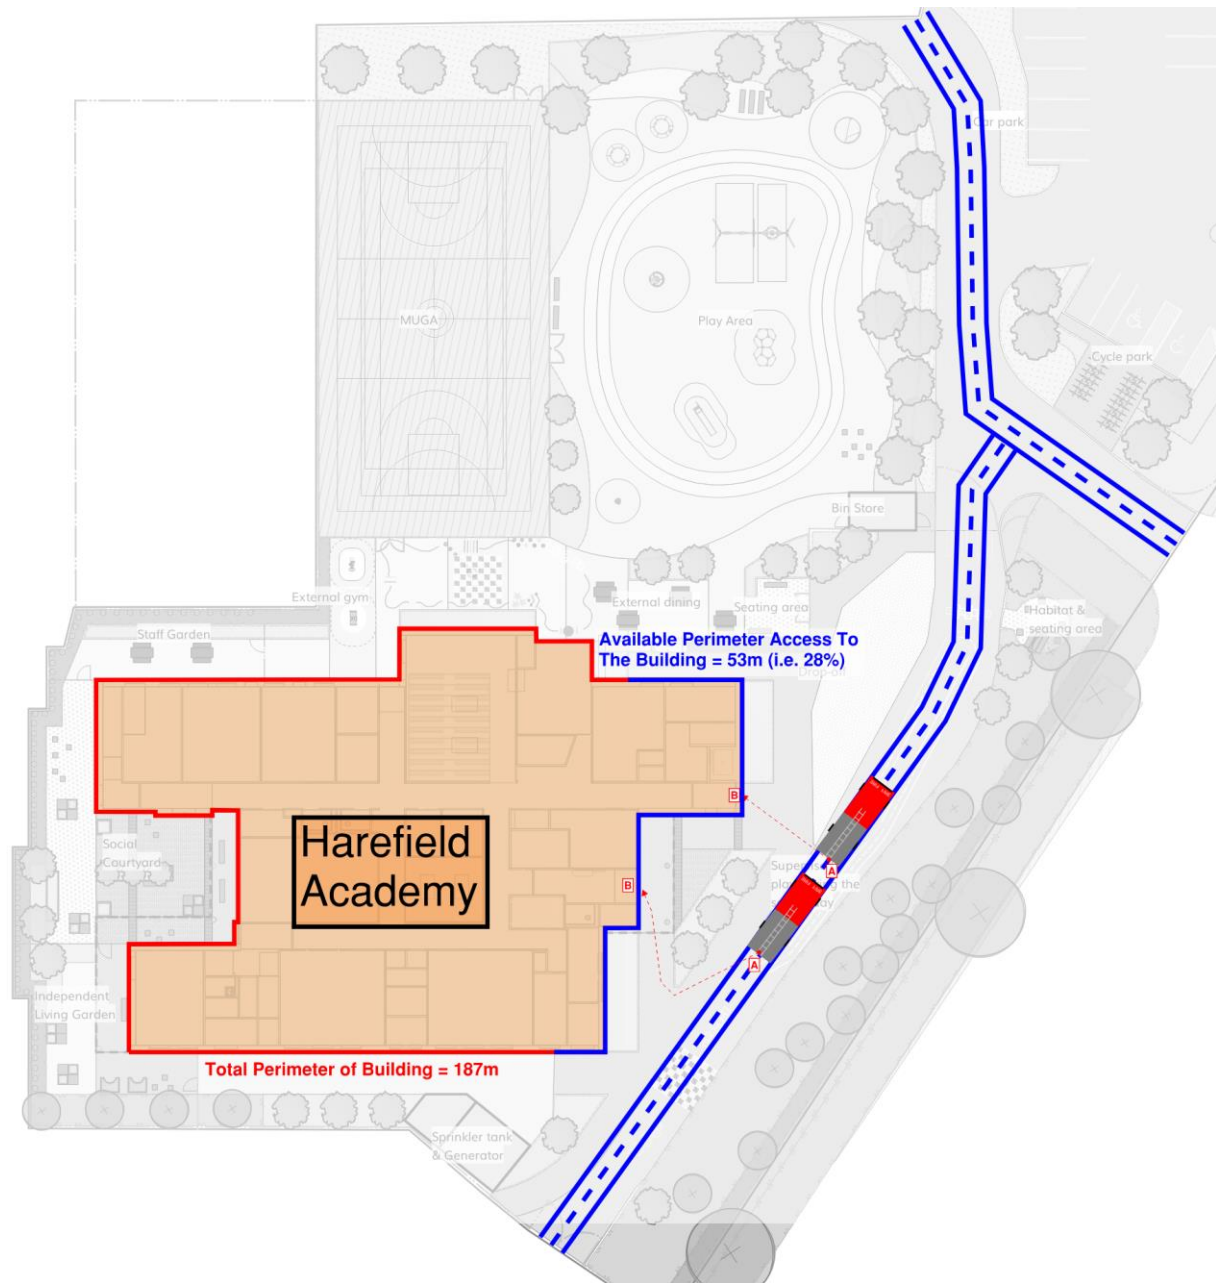 Car park
MUGA
Play Area
Cycle park
Bin Store
External gym
External dining
Seating area
Habitat &
seating area
Staff Garden
Available Perimeter Access To
The Building = 53m (i.e. 28%)
Drop-off
B
A
Harefield
Academy
Social
Courtyard
B
A
Independent
Living Garden
Total Perimeter of Building = 187m
Sprinkler tank
& Generator